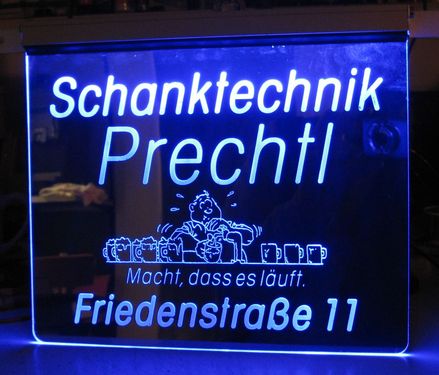 Schanktechnik
Prechtl
Macht, dass es läuft.
Friedenstraße 11